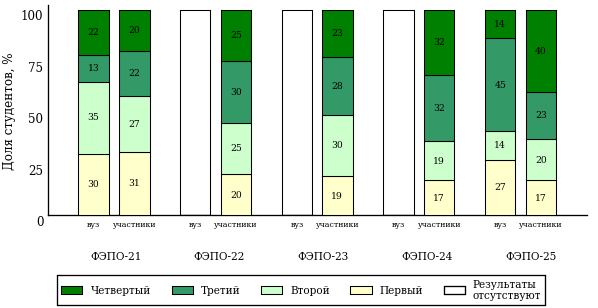 Доля студентов, %
100
75
50
25
0
22 20 25 23 32 14 40
13 22 30 28 32 45 23
35 27 25 30 19 14 20
30 31 20 19 17 27 17
вуз участники вуз участники вуз участники вуз участники вуз участники
ФЭПО-21 ФЭПО-22 ФЭПО-23 ФЭПО-24 ФЭПО-25
Четвертый Третий Второй Первый Результаты
отсутствуют